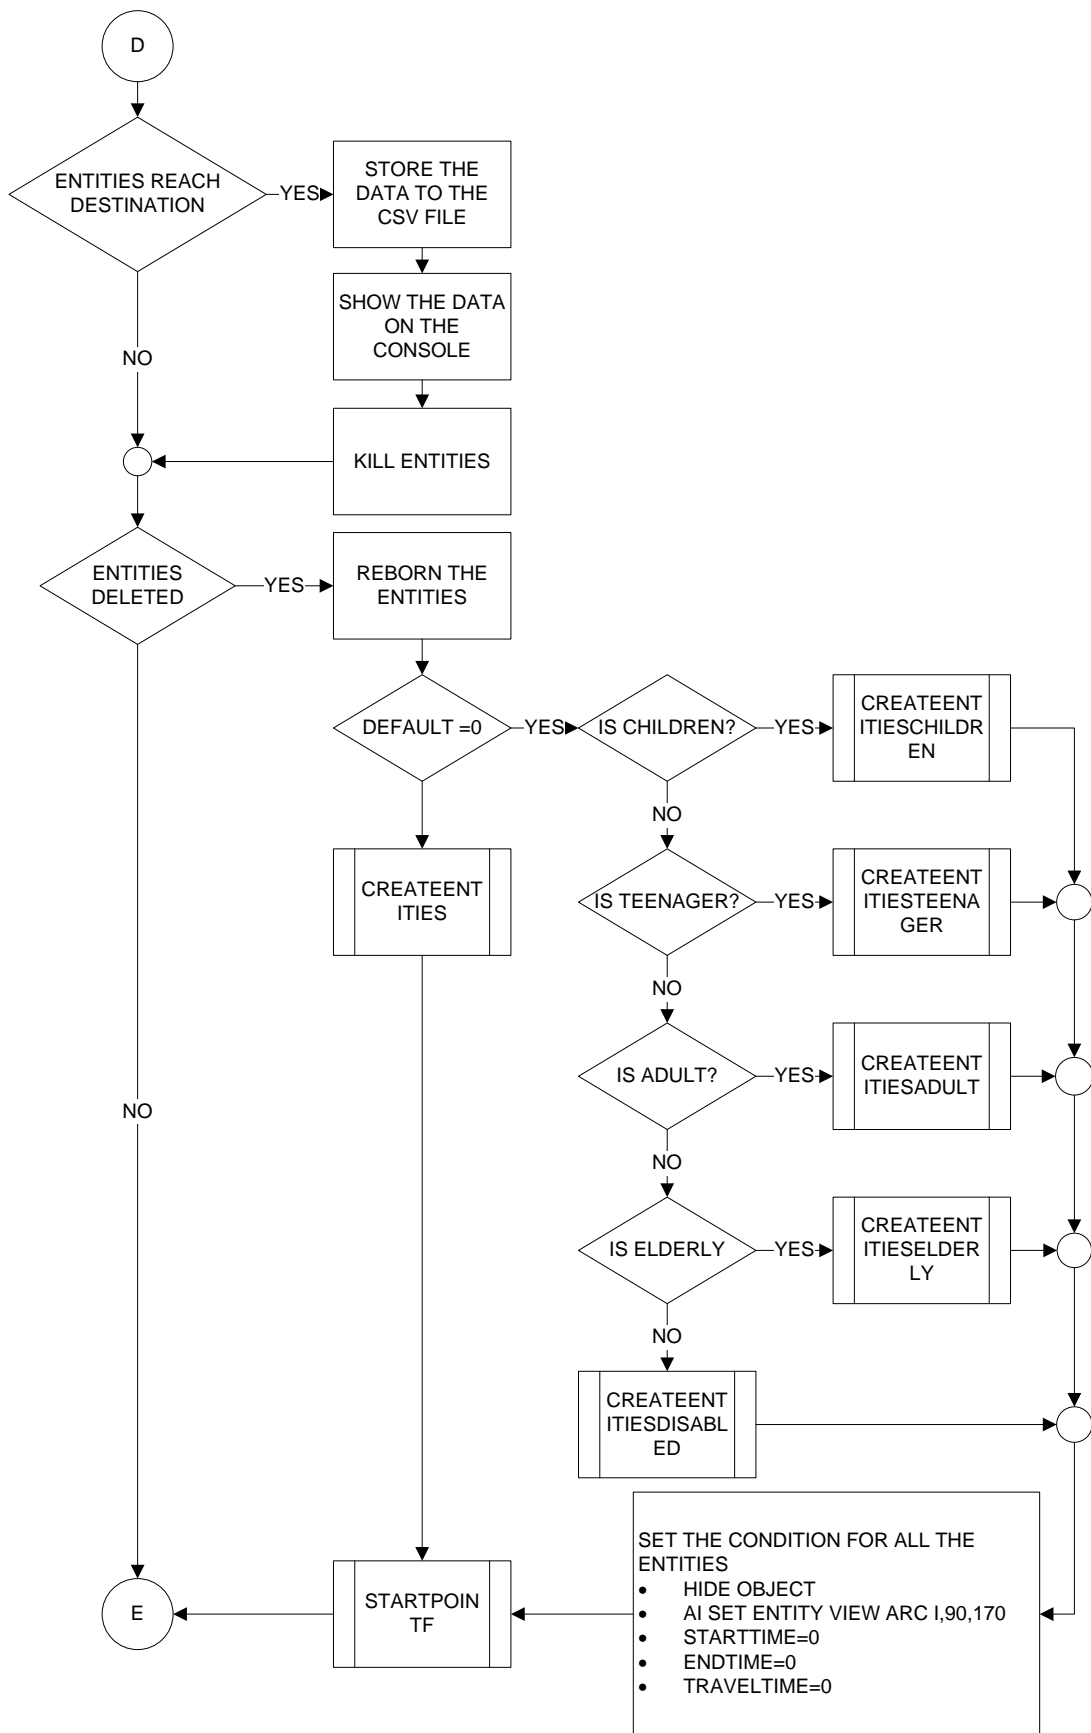 D
ENTITIES REACH
DESTINATION
YES
STORE THE
DATA TO THE
CSV FILE
SHOW THE DATA
ON THE
CONSOLE
NO
KILL ENTITIES
ENTITIES
DELETED
YES
REBORN THE
ENTITIES
DEFAULT =0
YES
IS CHILDREN?
YES
CREATEENT
ITIESCHILDR
EN
NO
CREATEENT
ITIES
IS TEENAGER?
YES
CREATEENT
ITIESTEENA
GER
NO
IS ADULT?
YES
CREATEENT
ITIESADULT
NO
NO
IS ELDERLY
YES
CREATEENT
ITIESELDER
LY
NO
CREATEENT
ITIESDISABL
ED
SET THE CONDITION FOR ALL THE
ENTITIES
• HIDE OBJECT
• AI SET ENTITY VIEW ARC I,90,170
• STARTTIME=0
• ENDTIME=0
• TRAVELTIME=0
STARTPOIN
TF
E